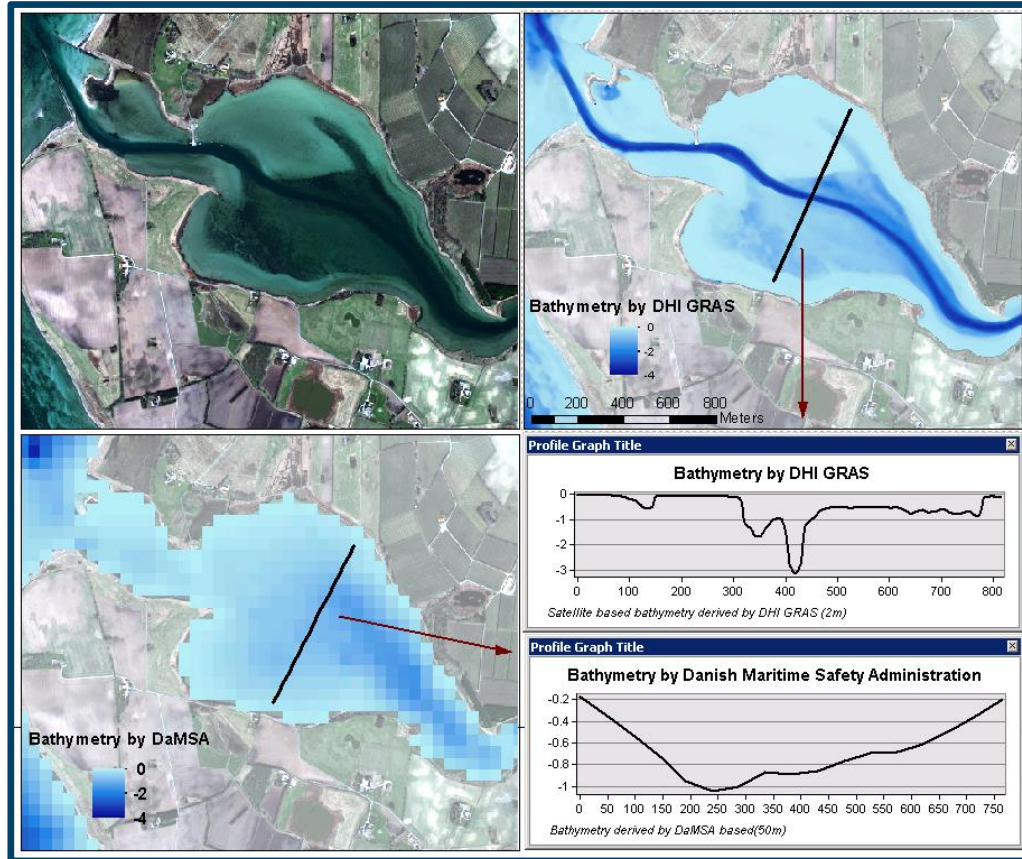 Bathymetry by DHI GRAS
0
-2
-4
0 200 400 600 800
Meters
Bathymetry by DaMSA
0
-2
-4
Profile Graph Title
Bathymetry by DHI GRAS
0
-1
-2
-3
0 100 200 300 400 500 600 700 800
Satellite based bathymetry derived by DHI GRAS (2m)
Profile Graph Title
Bathymetry by Danish Maritime Safety Administration
-0.2
-0.4
-0.6
-0.8
-1
0 50 100 150 200 250 300 350 400 450 500 550 600 650 700 750
Bathymetry derived by DaMSA based(50m)